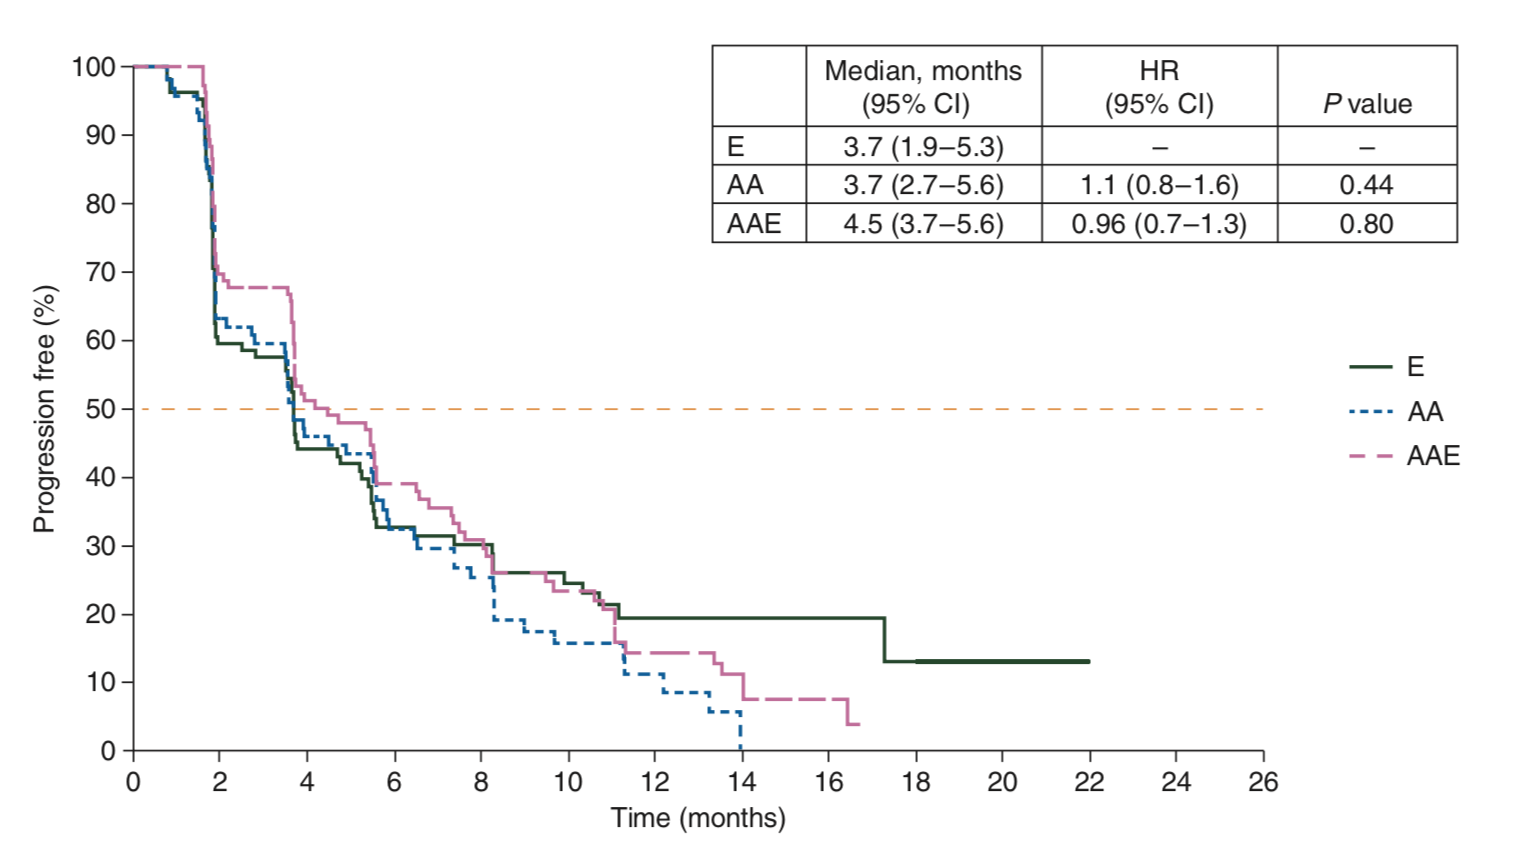 Median, months HR
(95% CI) (95% CI) P value
E 3.7 (1.9–5.3) – –
AA 3.7 (2.7–5.6) 1.1 (0.8–1.6) 0.44
AAE 4.5 (3.7–5.6) 0.96 (0.7–1.3) 0.80
Progression free (%)
100
90
80
70
60
50
40
30
20
10
0
E
AA
AAE
0 2 4 6 8 10 12 14 16 18 20 22 24 26
Time (months)